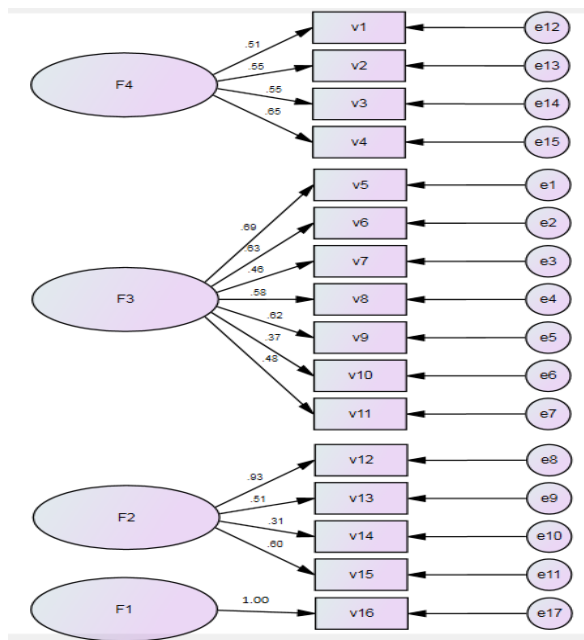 v1 e12
.51
.55 v2 e13
F4
.55 v3 e14
.65
v4 e15
v5 e1
.69
v6 e2
.63
.46 v7 e3
F3 .58 v8 e4
.62
v9 e5
.37
v10 e6
.48
v11 e7
v12 e8
.93
.51 v13 e9
F2
.31 v14 e10
.60
v15 e11
1.00
F1 v16 e17